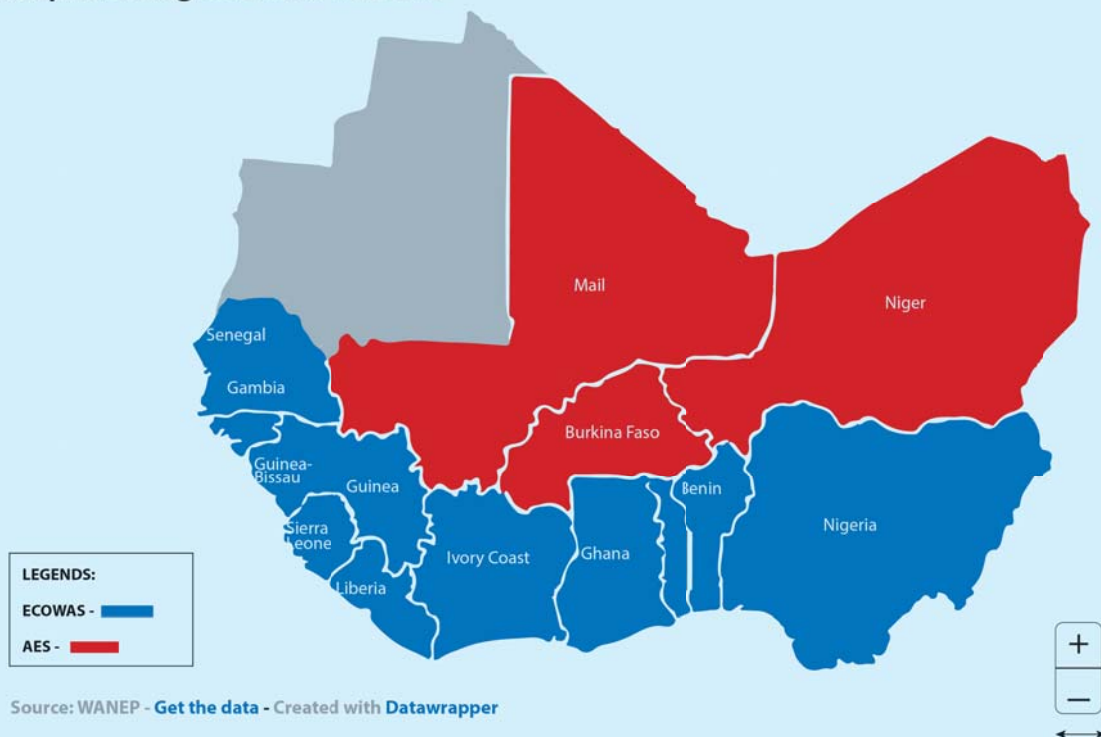 Mail
Niger
Senegal
Gambia
Burkina Faso
Guinea-
Bissau
Guinea
Benin
Sierra
Leone
Nigeria
Ivory Coast
Ghana
Liberia
LEGENDS:
ECOWAS -
AES -
+
–
Source: WANEP - Get the data - Created with Datawrapper